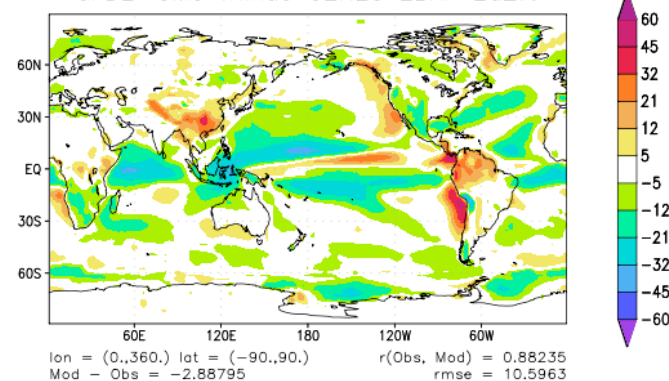 60
45
32
21
12
5
−5
−12
−21
−32
−45
−60
60N
30N
EQ
30S
60S
60E 120E 180 120W 60W
lon = (0.,360.) lat = (−90.,90.) r(Obs, Mod) = 0.88235
Mod − Obs = −2.88795 rmse = 10.5963